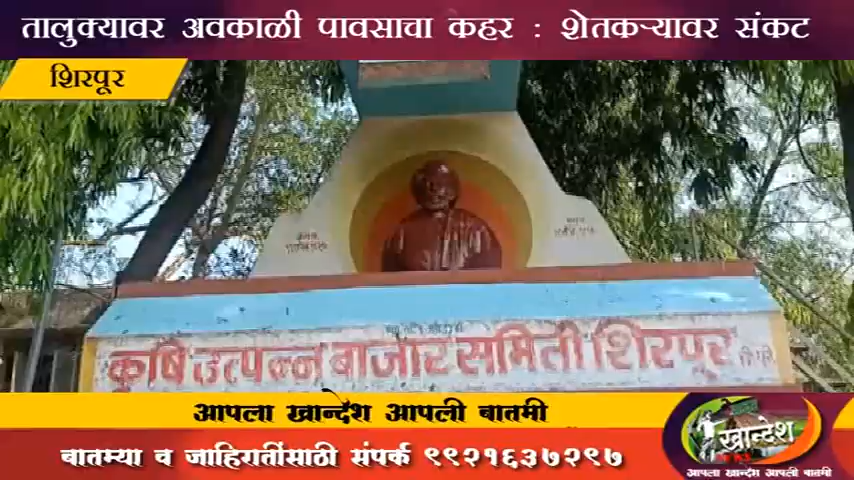 तालुक्यावर अवकाळी पावसाचा कहर : शेतकऱ्यावर संकट
शिरपूर
कृषि उत्पन्न बाजार समिती शिरपूर
आपला खान्देश आपली बातमी
बातम्या व जाहिरातींसाठी संपर्क ९९२१६३७२९७
खान्देश
आपला खान्देश आपली बातमी